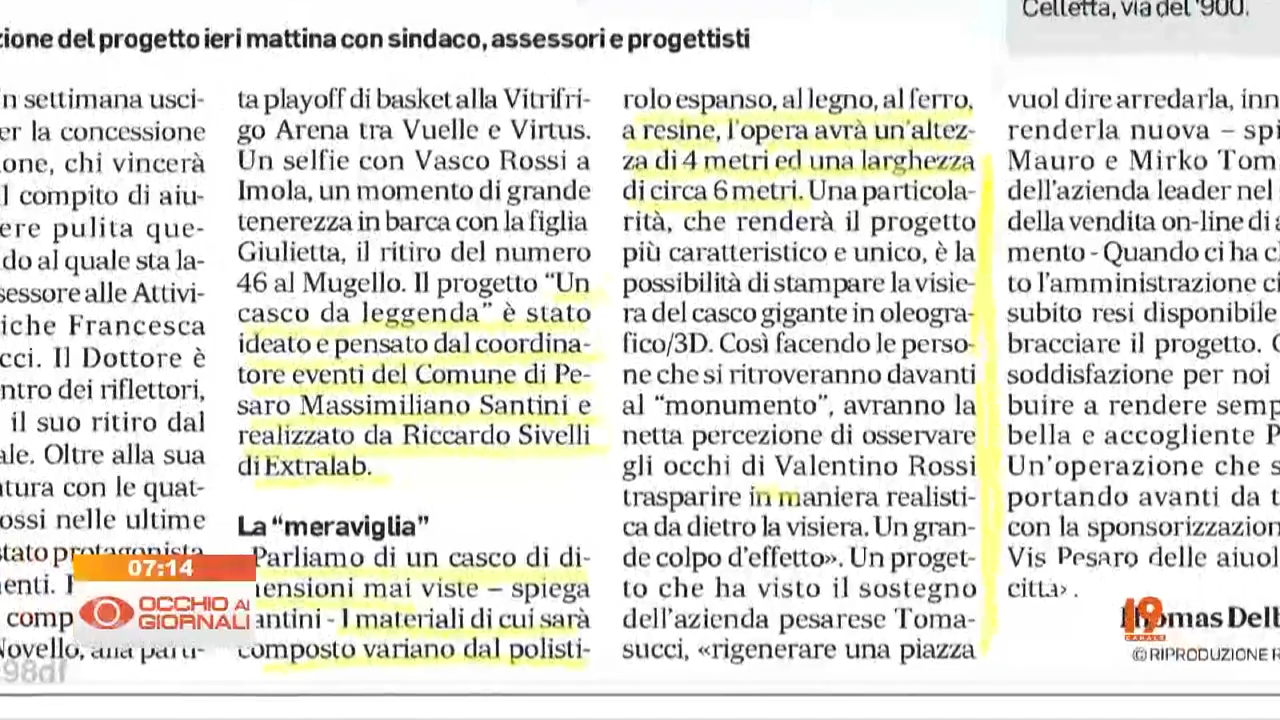 Celletta, via del '900.
zione del progetto ieri mattina con sindaco, assessori e progettisti
n settimana usci-
er la concessione
one, chi vincerà
l compito di aiu-
ere pulita que-
do al quale sta la-
sessore alle Attivi-
iche Francesca
cci. Il Dottore è
ntro dei riflettori,
il suo ritiro dal
ale. Oltre alla sua
tura con le quat-
ossi nelle ultime
stato protagonista
enti.
comp
Novello, alla parti-
ta playoff di basket alla Vitrifri-
go Arena tra Vuelle e Virtus.
Un selfie con Vasco Rossi a
Imola, un momento di grande
tenerezza in barca con la figlia
Giulietta, il ritiro del numero
46 al Mugello. Il progetto “Un
casco da leggenda” è stato
ideato e pensato dal coordina-
tore eventi del Comune di Pe-
saro Massimiliano Santini e
realizzato da Riccardo Sivelli
di Extralab.
La “meraviglia”
Parliamo di un casco di di-
ensioni mai viste – spiega
antini - I materiali di cui sarà
composto variano dal polisti-
rolo espanso, al legno, al ferro,
a resine, l'opera avrà un'altez-
za di 4 metri ed una larghezza
di circa 6 metri. Una particola-
rità, che renderà il progetto
più caratteristico e unico, è la
possibilità di stampare la visie-
ra del casco gigante in oleogra-
fico/3D. Così facendo le perso-
ne che si ritroveranno davanti
al “monumento”, avranno la
netta percezione di osservare
gli occhi di Valentino Rossi
trasparire in maniera realisti-
ca da dietro la visiera. Un gran-
de colpo d'effetto». Un proget-
to che ha visto il sostegno
dell'azienda pesarese Toma-
succi, «rigenerare una piazza
vuol dire arredarla, inn
renderla nuova – spi
Mauro e Mirko Tom
dell'azienda leader nel
della vendita on-line di a
mento - Quando ci ha c
to l'amministrazione ci
subito resi disponibile
bracciare il progetto.
soddisfazione per noi
buire a rendere semp
bella e accogliente P
Un'operazione che s
portando avanti da t
con la sponsorizzazion
Vis Pesaro delle aiuol
citta› .
omas Dell
© RIPRODUZIONE R
07:14
OCCHIO AI
GIORNALI
19
CANALE
98df